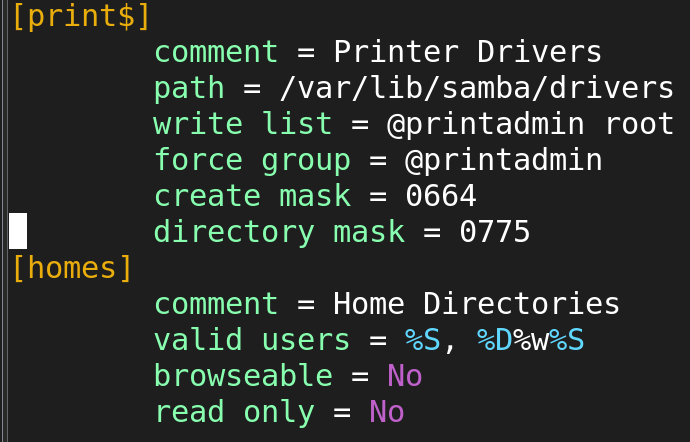 [print$]
comment = Printer Drivers
path = /var/lib/samba/drivers
write list = @printadmin root
force group = @printadmin
create mask = 0664
directory mask = 0775
[homes]
comment = Home Directories
valid users = %S, %D%w%S
browseable = No
read only = No